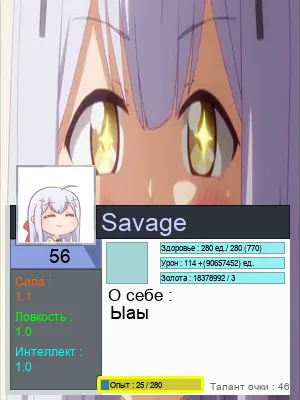 Savage
56
Здоровье : 280 ед / 280 (770)
Урон : 114 +(90657452) ед.
Золота : 18378992 / 3
Сила :
1.1
Ловкость :
1.0
Интеллект :
1.0
О себе :
Ыаы
Опыт : 25 / 280
Талант очки : 46